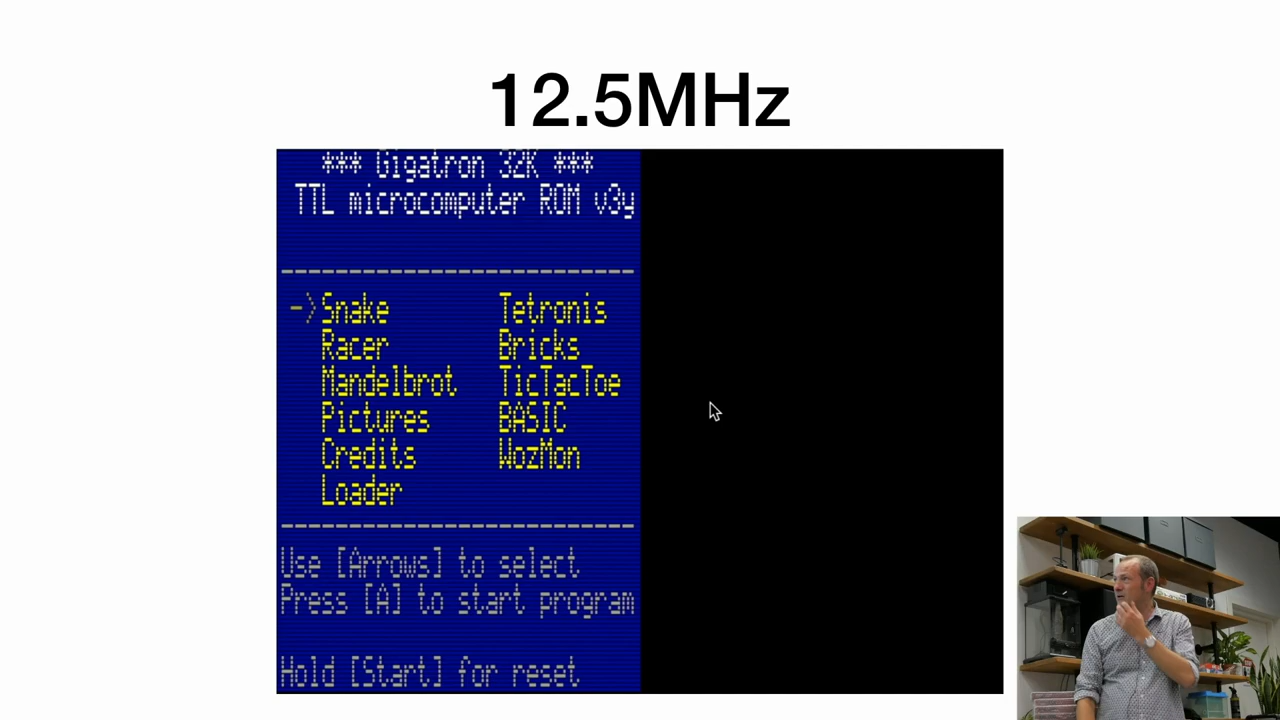 12.5MHz
*** Gigatron 32K ***
TTL microcomputer ROM v3y
-> Snake Tetronis
Racer Bricks
Mandelbrot TicTacToe
Pictures BASIC
Credits WozMon
Loader
Use [Arrows] to select
Press [A] to start program
Hold [Start] for reset